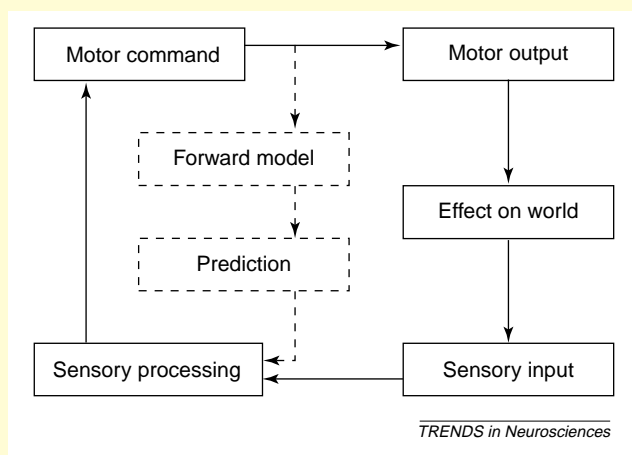 Motor command
Motor output
Forward model
Effect on world
Prediction
Sensory processing
Sensory input
TRENDS in Neurosciences